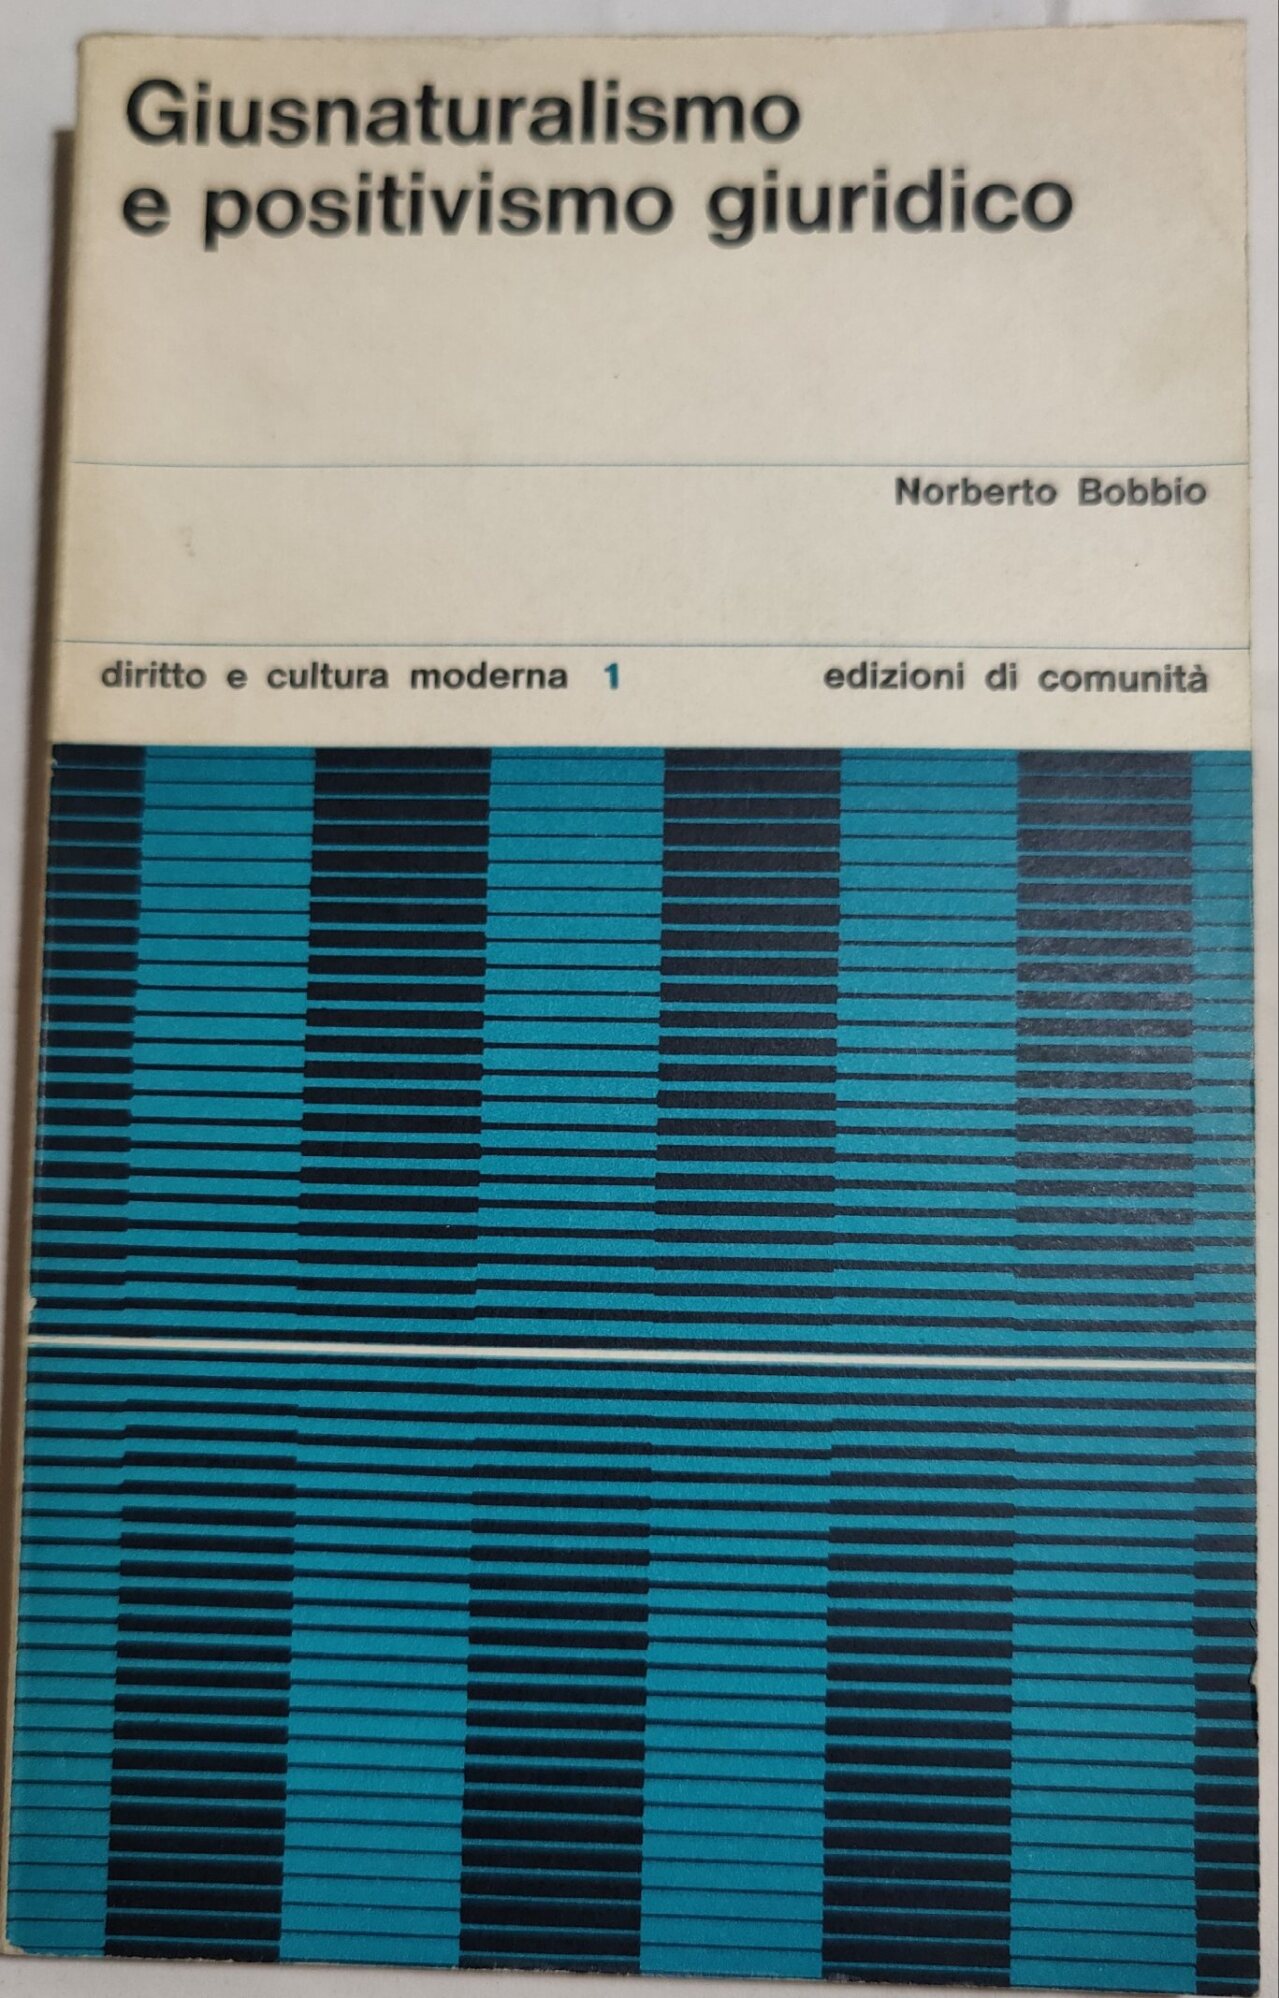 Giusnaturalismo
e positivismo giuridico
Norberto Bobbio
diritto e cultura moderna 1 edizioni di comunità